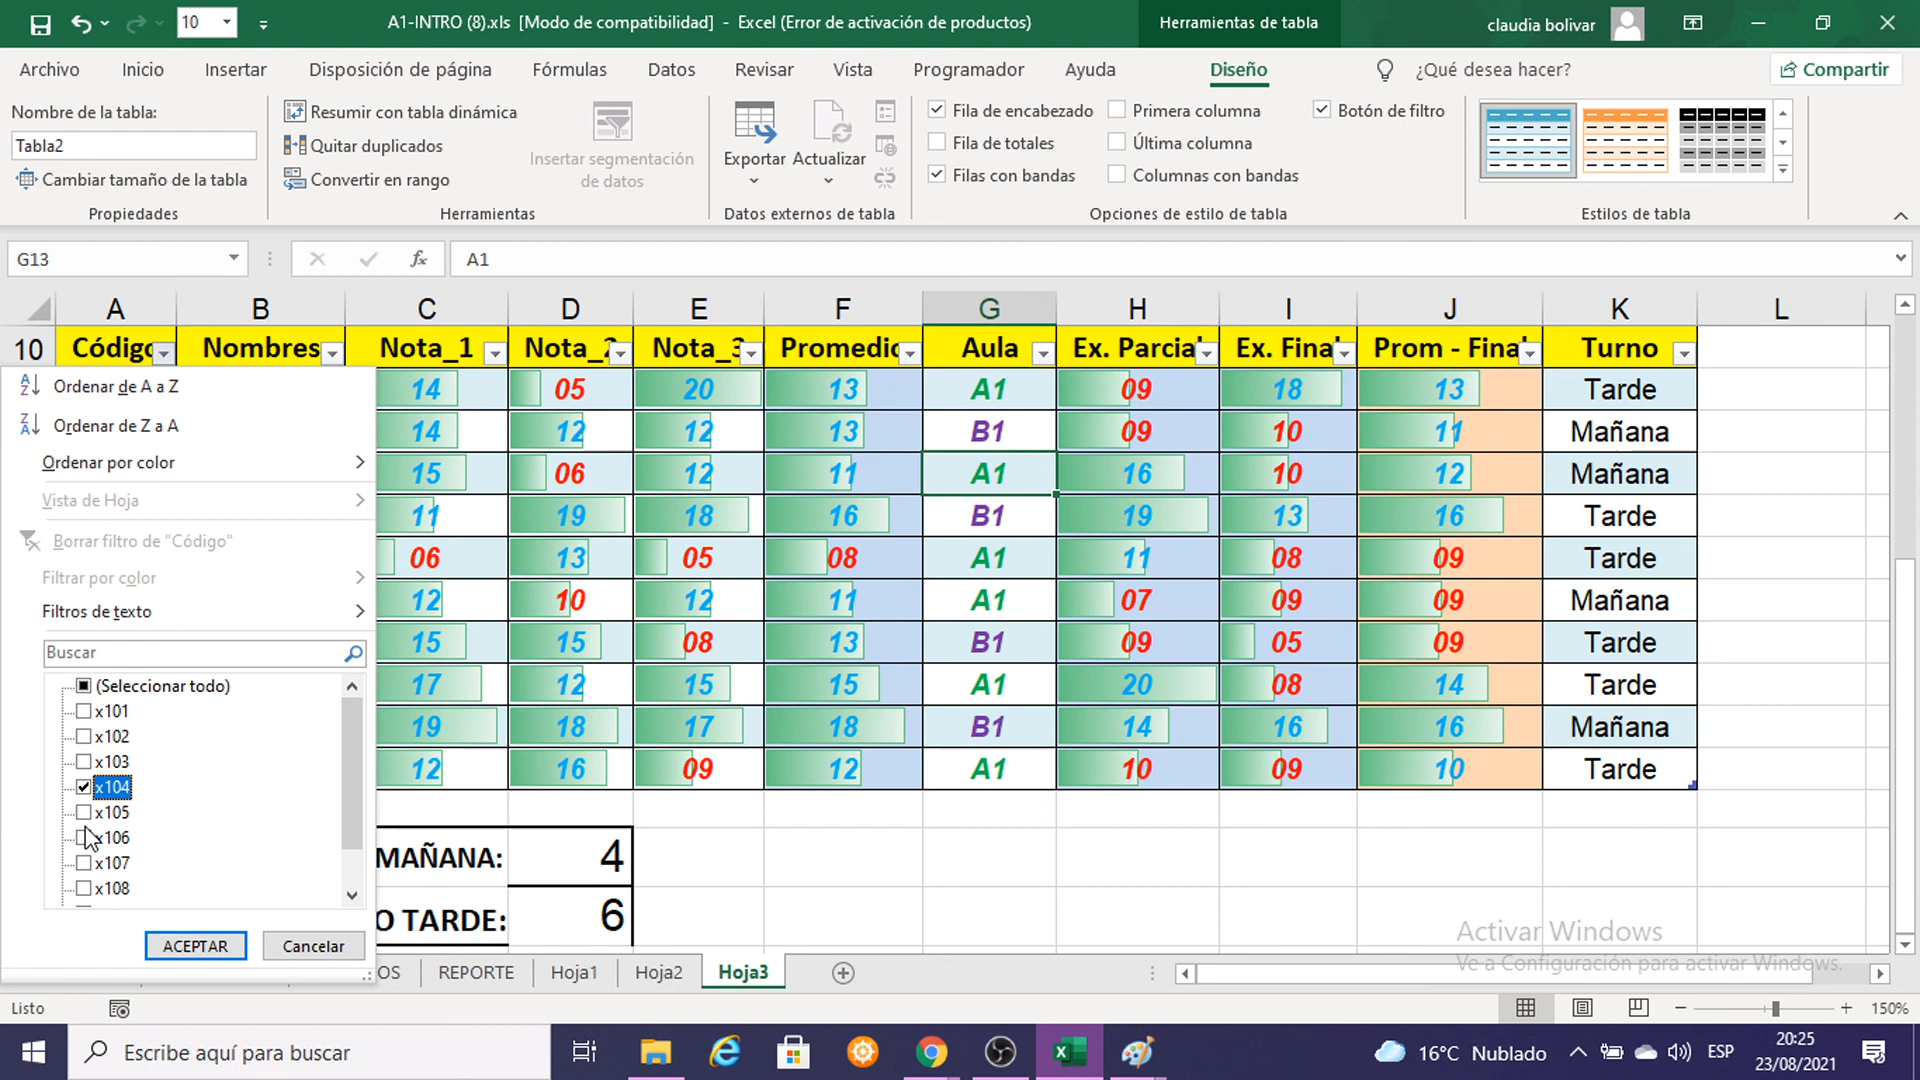 10
A1-INTRO (8).xls [Modo de compatibilidad] - Excel (Error de activación de productos)
Herramientas de tabla
claudia bolivar
Archivo Inicio Insertar Disposición de página Fórmulas Datos Revisar Vista Programador Ayuda Diseño ¿Qué desea hacer? Compartir
Nombre de la tabla:
Tabla2
Cambiar tamaño de la tabla
Propiedades
Resumir con tabla dinámica
Quitar duplicados
Convertir en rango
Insertar segmentación
de datos
Herramientas
Exportar Actualizar
Datos externos de tabla
Fila de encabezado Primera columna Botón de filtro
Fila de totales Última columna
Filas con bandas Columnas con bandas
Opciones de estilo de tabla
Estilos de tabla
G13 fx A1
A B C D E F G H I J K L
10 Código Nombres Nota_1 Nota_2 Nota_3 Promedio Aula Ex. Parcial Ex. Final Prom - Final Turno
14 05 20 13 A1 09 18 13 Tarde
14 12 12 13 B1 09 10 11 Mañana
15 06 12 11 A1 16 10 12 Mañana
11 19 18 16 B1 19 13 16 Tarde
06 13 05 08 A1 11 08 09 Tarde
12 10 12 11 A1 07 09 09 Mañana
15 15 08 13 B1 09 05 09 Tarde
17 12 15 15 A1 20 08 14 Tarde
19 18 17 18 B1 14 16 16 Mañana
12 16 09 12 A1 10 09 10 Tarde
MAÑANA: 4
O TARDE: 6
Ordenar de A a Z
Ordenar de Z a A
Ordenar por color
Vista de Hoja
Borrar filtro de "Código"
Filtrar por color
Filtros de texto
Buscar
(Seleccionar todo)
x101
x102
x103
x104
x105
x106
x107
x108
ACEPTAR Cancelar
Activar Windows
Ve a Configuración para activar Windows.
OS REPORTE Hoja1 Hoja2 Hoja3
Listo
150%
Escribe aquí para buscar
16°C Nublado
ESP
20:25
23/08/2021